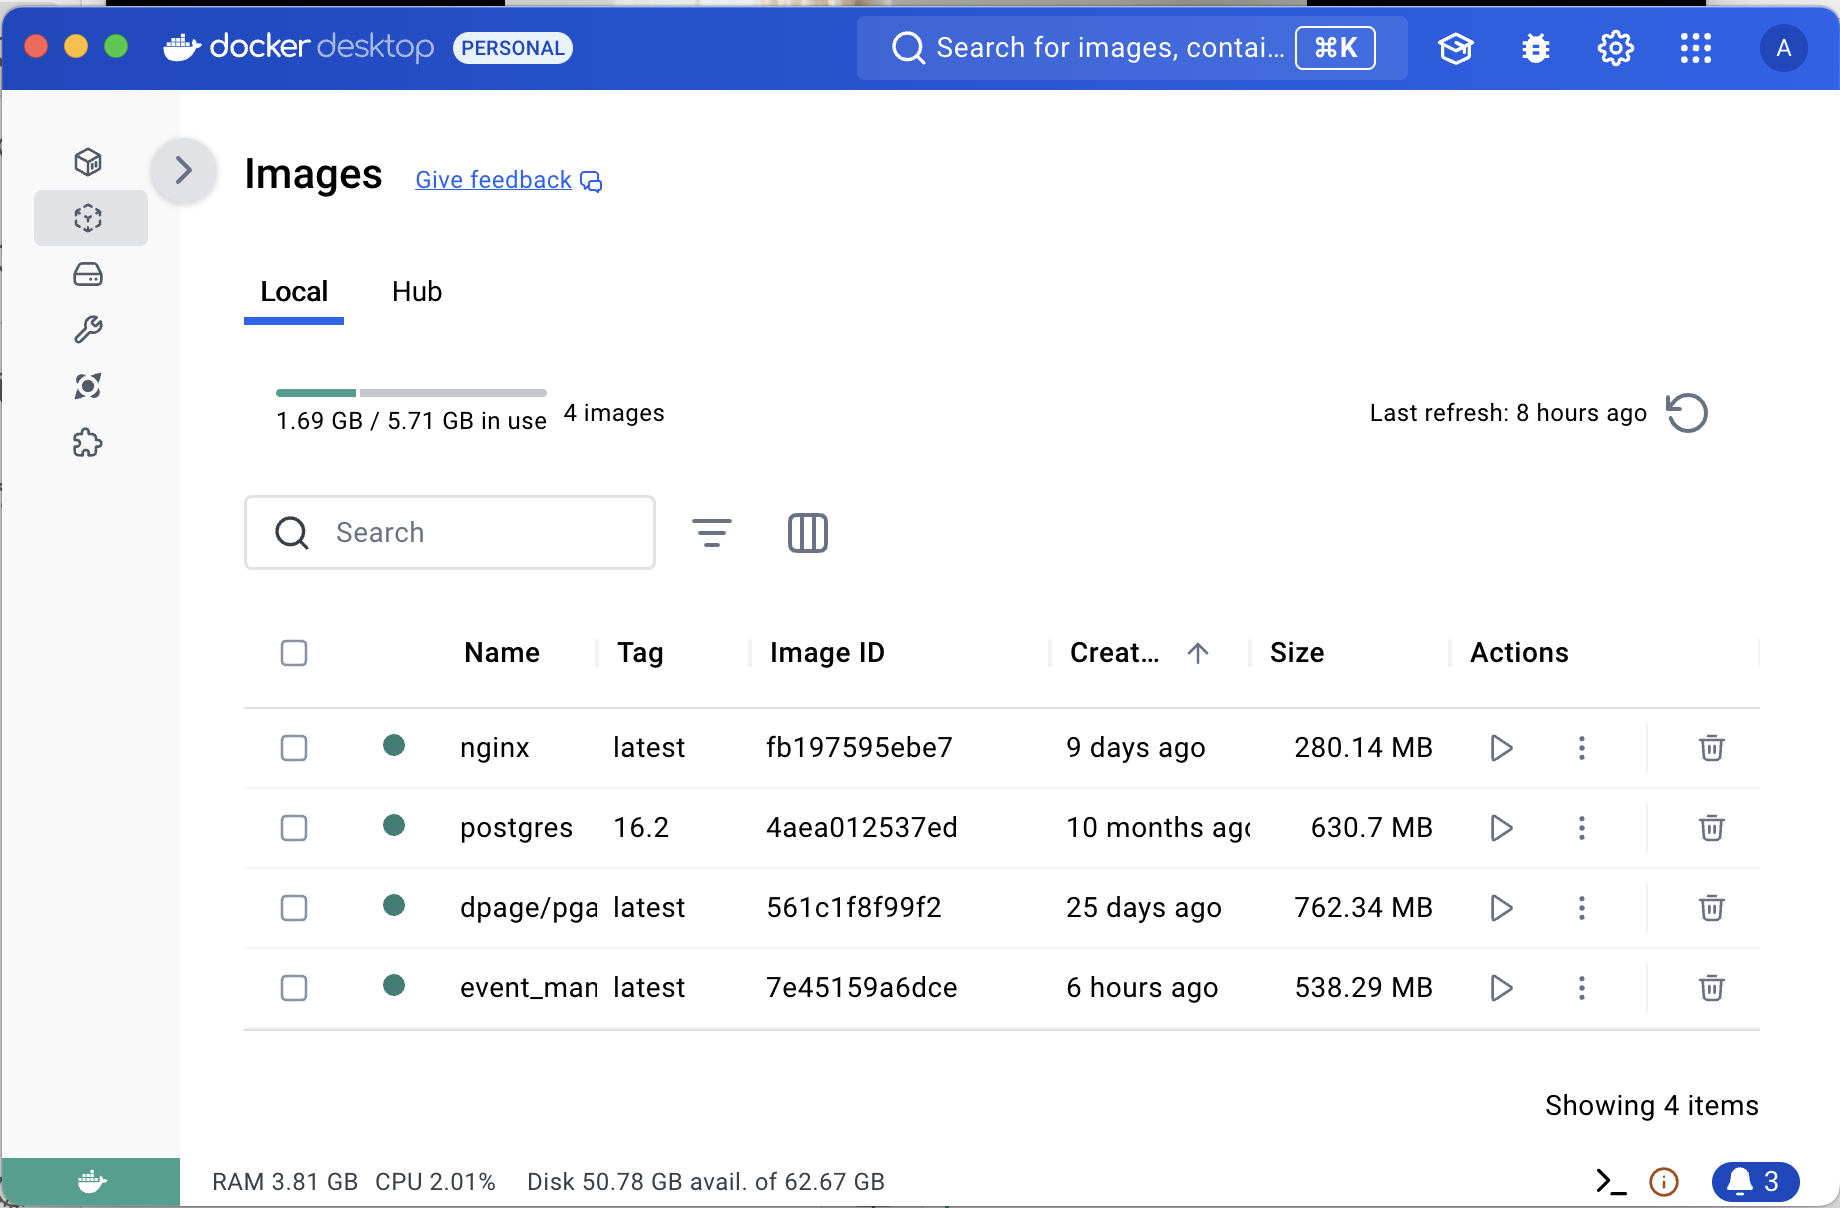 docker desktop PERSONAL Search for images, contai... ⌘K A
Images Give feedback
Local Hub
1.69 GB / 5.71 GB in use 4 images Last refresh: 8 hours ago
Search
Name Tag Image ID Creat... Size Actions
nginx latest fb197595ebe7 9 days ago 280.14 MB
postgres 16.2 4aea012537ed 10 months ago 630.7 MB
dpage/pga latest 561c1f8f99f2 25 days ago 762.34 MB
event_man latest 7e45159a6dce 6 hours ago 538.29 MB
Showing 4 items
RAM 3.81 GB CPU 2.01% Disk 50.78 GB avail. of 62.67 GB 3